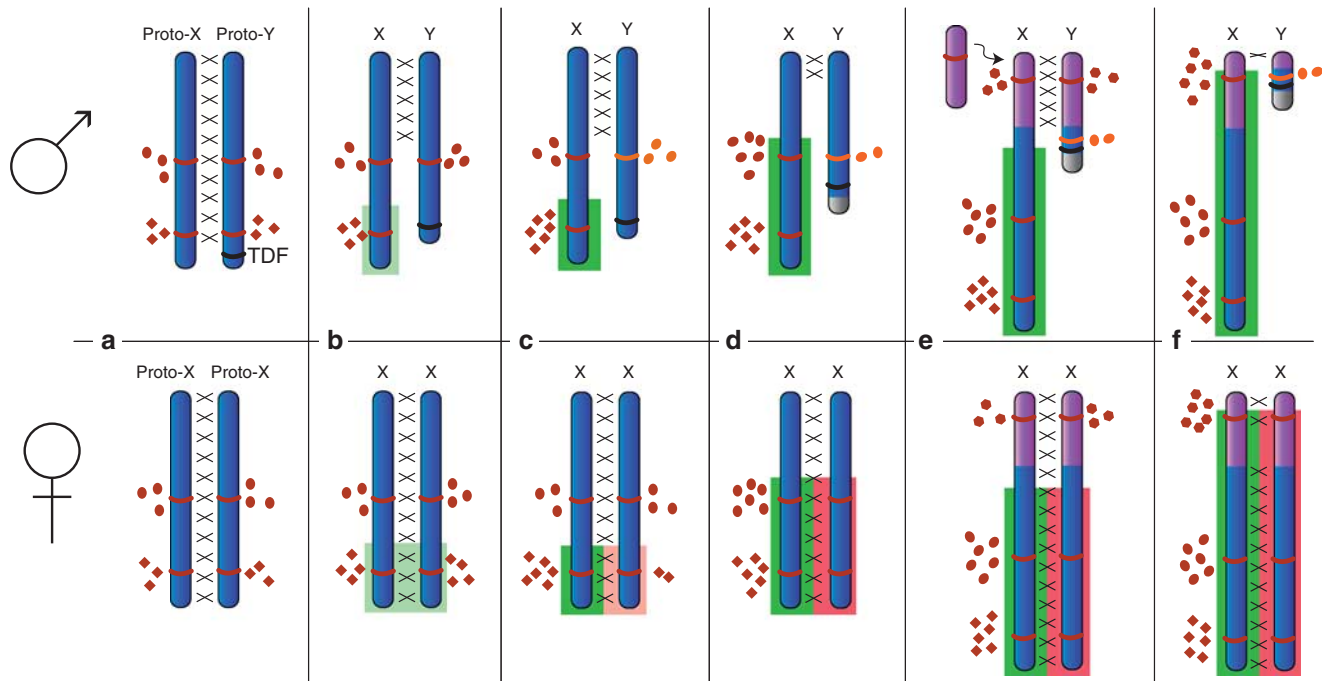 Proto-X Proto-Y
X Y
X Y
X Y
X Y
X Y
TDF
a b c d e f
Proto-X Proto-X
X X
X X
X X
X X
X X